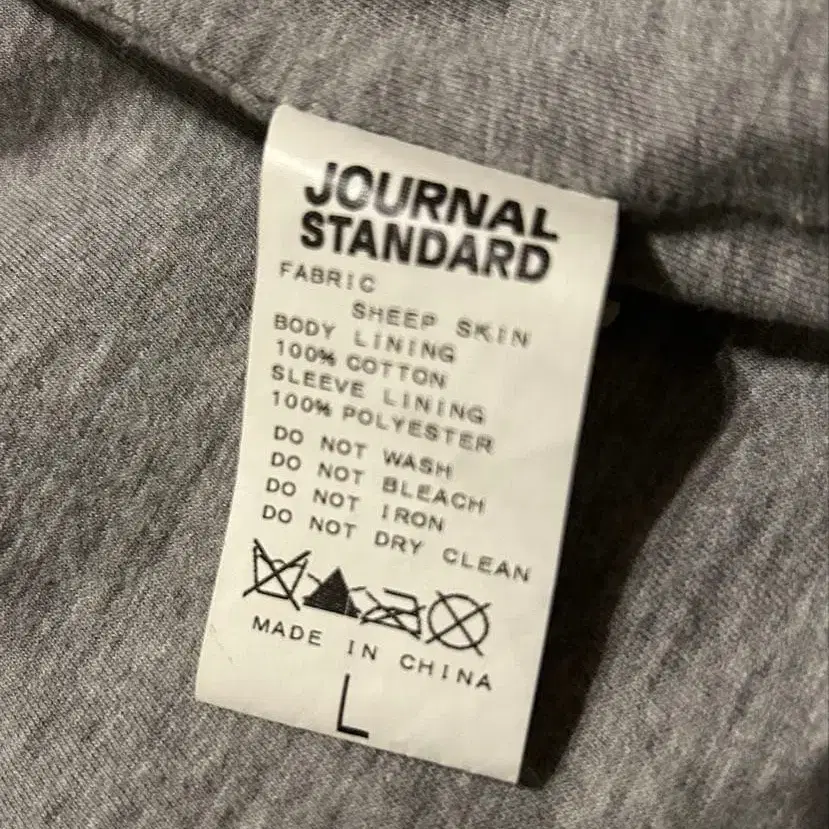 JOURNAL
STANDARD
FABRIC
SHEEP SKIN
BODY LINING
100% COTTON
SLEEVE LINING
100% POLYESTER
DO NOT WASH
DO NOT BLEACH
DO NOT IRON
DO NOT DRY CLEAN
MADE IN CHINA
L